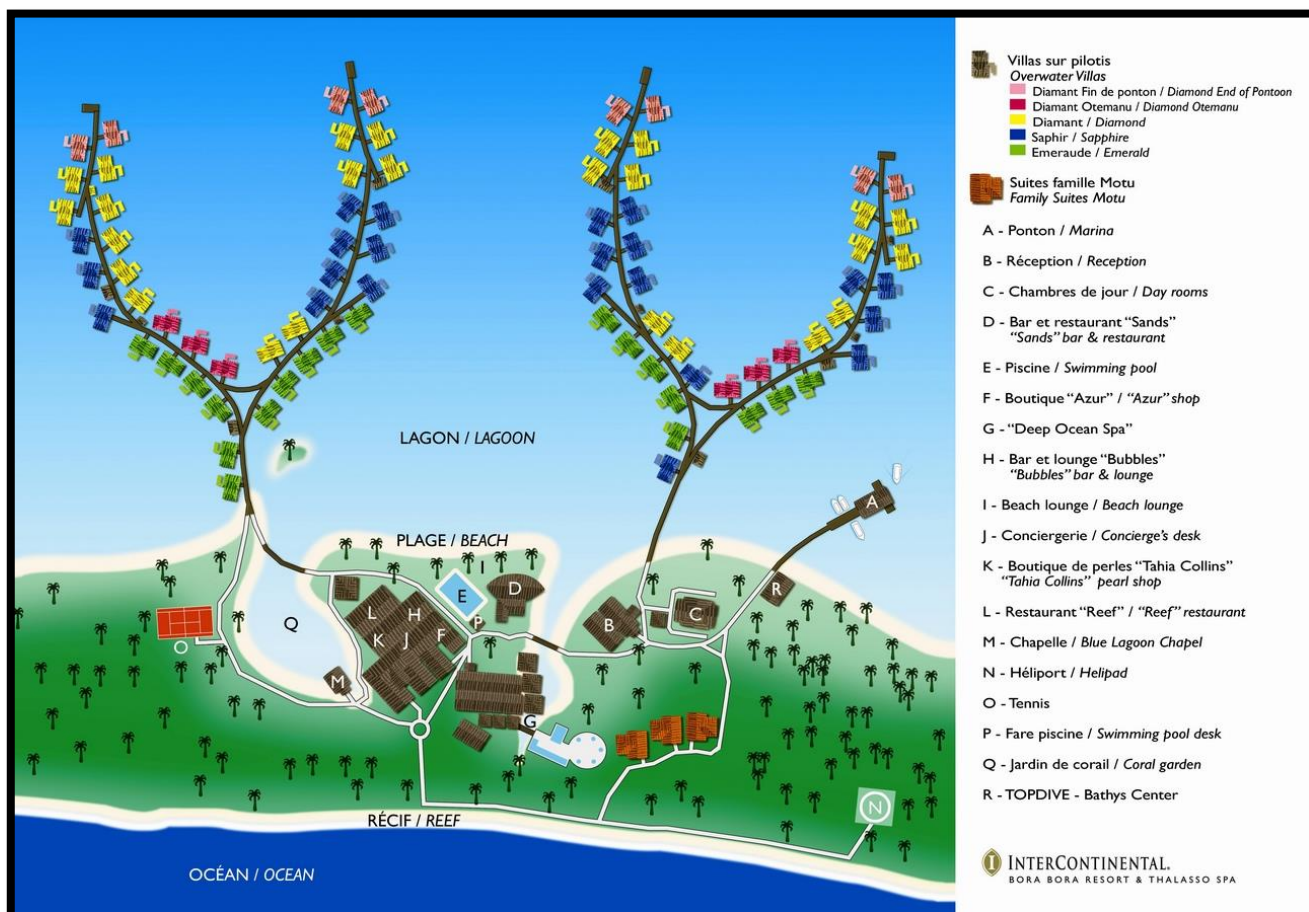 LAGON / LAGOON
A
PLAGE / BEACH
I
D
E
R
L
H
P
C
Q
B
K
J
F
O
M
G
N
RÉCIF / REEF
OCÉAN / OCEAN
Villas sur pilotis
Overwater Villas
Diamant Fin de ponton / Diamond End of Pontoon
Diamant Otemanu / Diamond Otemanu
Diamant / Diamond
Saphir / Sapphire
Emeraude / Emerald
Suites famille Motu
Family Suites Motu
A - Ponton / Marina
B - Réception / Reception
C - Chambres de jour / Day rooms
D - Bar et restaurant “Sands”
“Sands” bar & restaurant
E - Piscine / Swimming pool
F - Boutique “Azur” / “Azur” shop
G - “Deep Ocean Spa”
H - Bar et lounge “Bubbles”
“Bubbles” bar & lounge
I - Beach lounge / Beach lounge
J - Conciergerie / Concierge's desk
K - Boutique de perles “Tahia Collins”
“Tahia Collins” pearl shop
L - Restaurant “Reef” / “Reef” restaurant
M - Chapelle / Blue Lagoon Chapel
N - Héliport / Helipad
O - Tennis
P - Fare piscine / Swimming pool desk
Q - Jardin de corail / Coral garden
R - TOPDIVE - Bathys Center
I INTERCONTINENTAL.
BORA BORA RESORT & THALASSO SPA